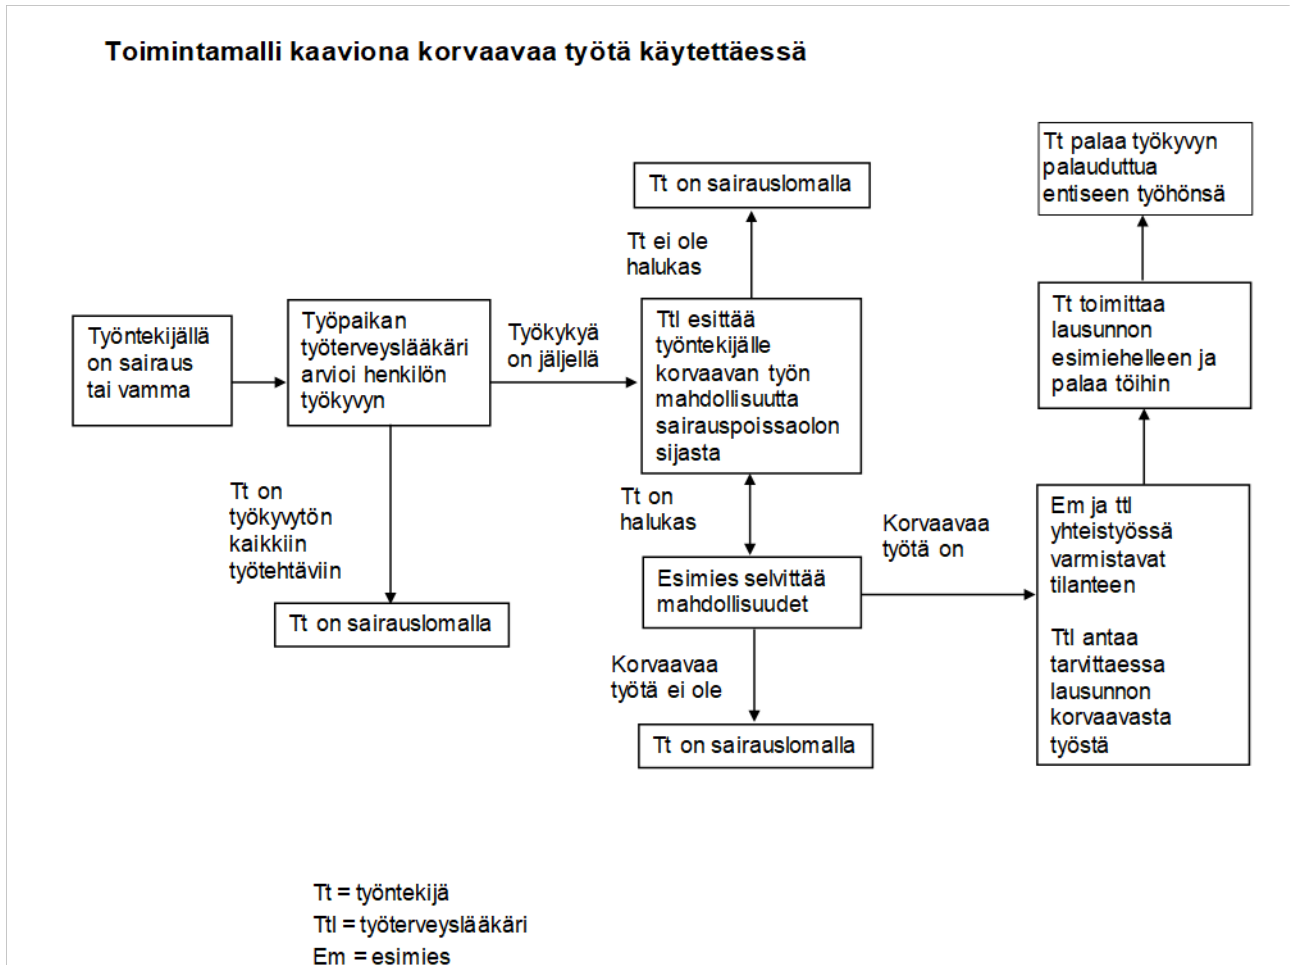 Toimintamalli kaaviona korvaavaa työtä käytettäessä
Työntekijällä
on sairaus
tai vamma
Työpaikan
työterveyslääkäri
arvioi henkilön
työkyvyn
Tt on
työkyvytön
kaikkiin
työtehtäviin
Tt on sairauslomalla
Työkykyä
on jäljellä
Tt on sairauslomalla
Tt ei ole
halukas
Ttl esittää
työntekijälle
korvaavan työn
mahdollisuutta
sairauspoissaolon
sijasta
Tt on
halukas
Esimies selvittää
mahdollisuudet
Korvaavaa
työtä ei ole
Tt on sairauslomalla
Korvaavaa
työtä on
Em ja ttl
yhteistyössä
varmistavat
tilanteen
Ttl antaa
tarvittaessa
lausunnon
korvaavasta
työstä
Tt toimittaa
lausunnon
esimiehelleen ja
palaa töihin
Tt palaa työkyvyn
palauduttua
entiseen työhönsä
Tt = työntekijä
Ttl = työterveyslääkäri
Em = esimies